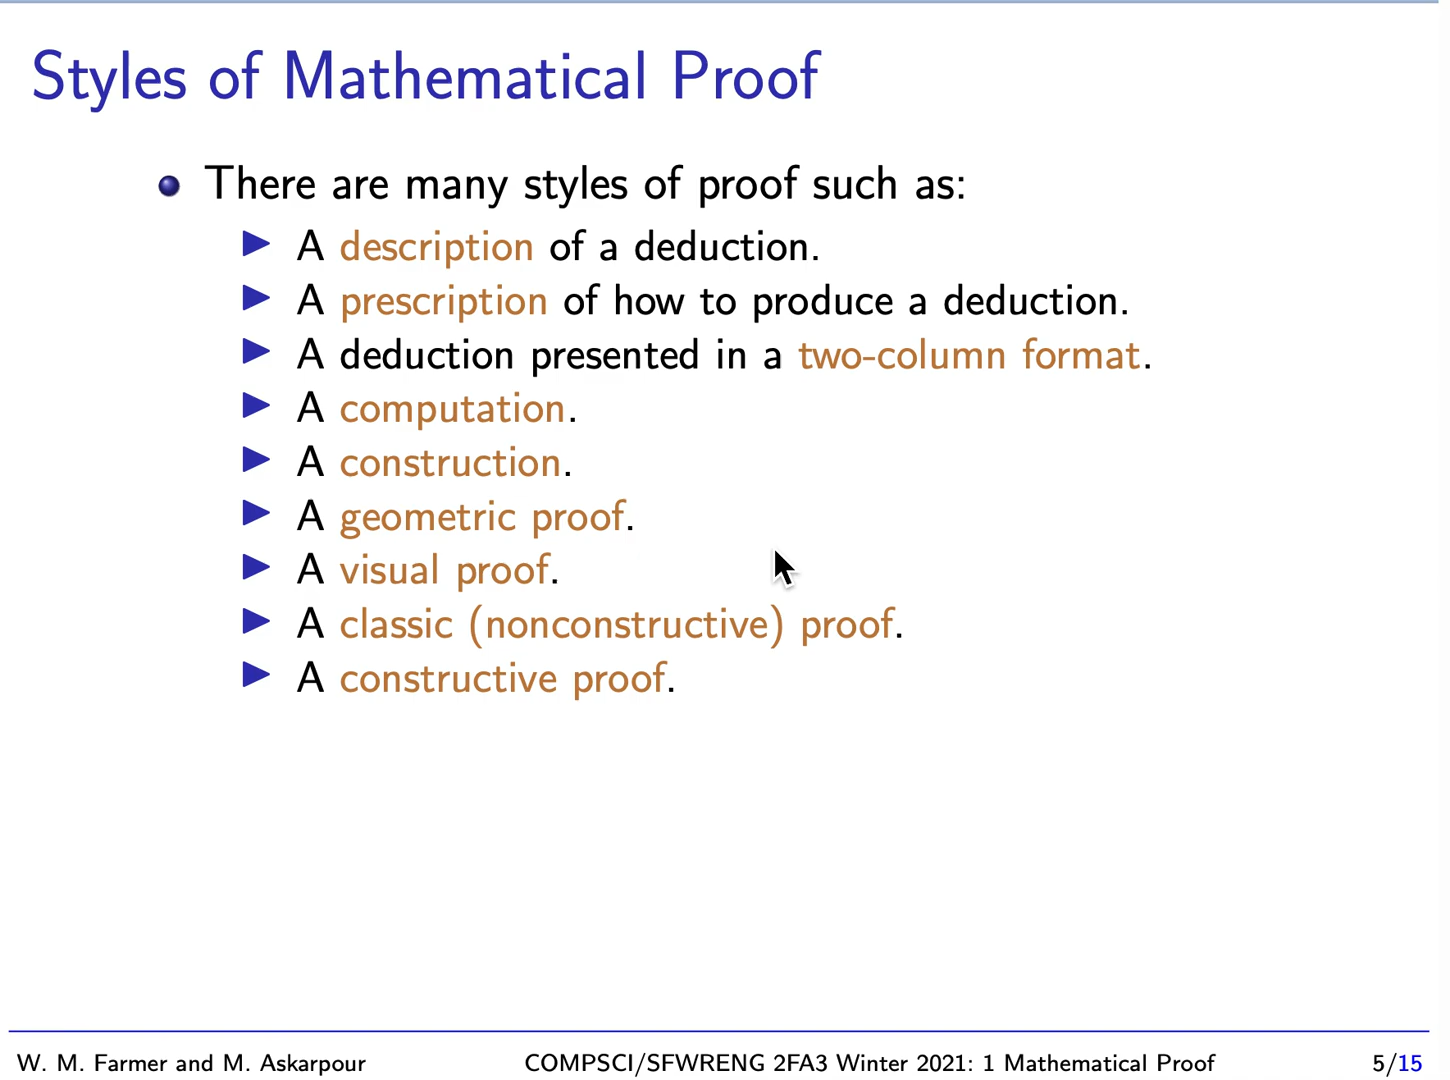 Styles of Mathematical Proof
There are many styles of proof such as:
A description of a deduction.
A prescription of how to produce a deduction.
A deduction presented in a two-column format.
A computation.
A construction.
A geometric proof.
A visual proof.
A classic (nonconstructive) proof.
A constructive proof.
W. M. Farmer and M. Askarpour COMPSCI/SFWRENG 2FA3 Winter 2021: 1 Mathematical Proof 5/15